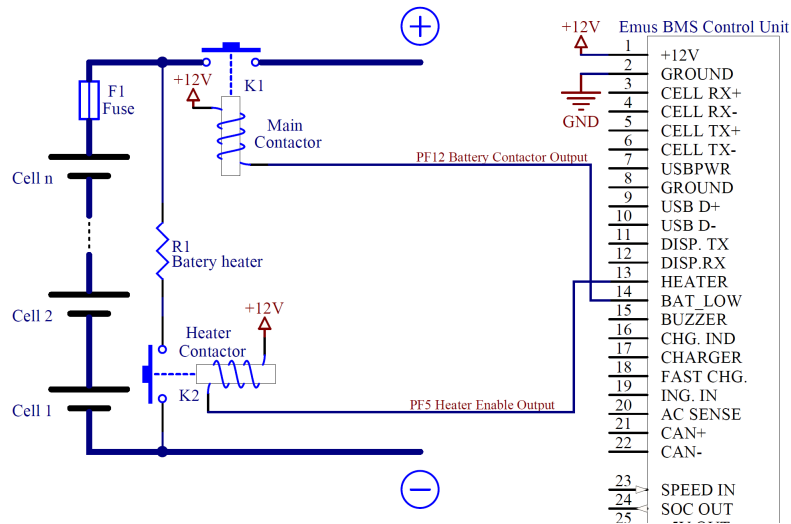 +12V
Emus BMS Control Unit
F1
Fuse
+12V
K1
Main
Contactor
GND
PF12 Battery Contactor Output
Cell n
R1
Batery heater
Cell 2
Heater
Contactor
+12V
K2
PF5 Heater Enable Output
Cell 1
1 +12V
2 GROUND
3 CELL RX+
4 CELL RX-
5 CELL TX+
6 CELL TX-
7 USBPWR
8 GROUND
9 USB D+
10 USB D-
11 DISP. TX
12 DISP.RX
13 HEATER
14 BAT_LOW
15 BUZZER
16 CHG. IND
17 CHARGER
18 FAST CHG.
19 ING. IN
20 AC SENSE
21 CAN+
22 CAN-
23 SPEED IN
24 SOC OUT
25